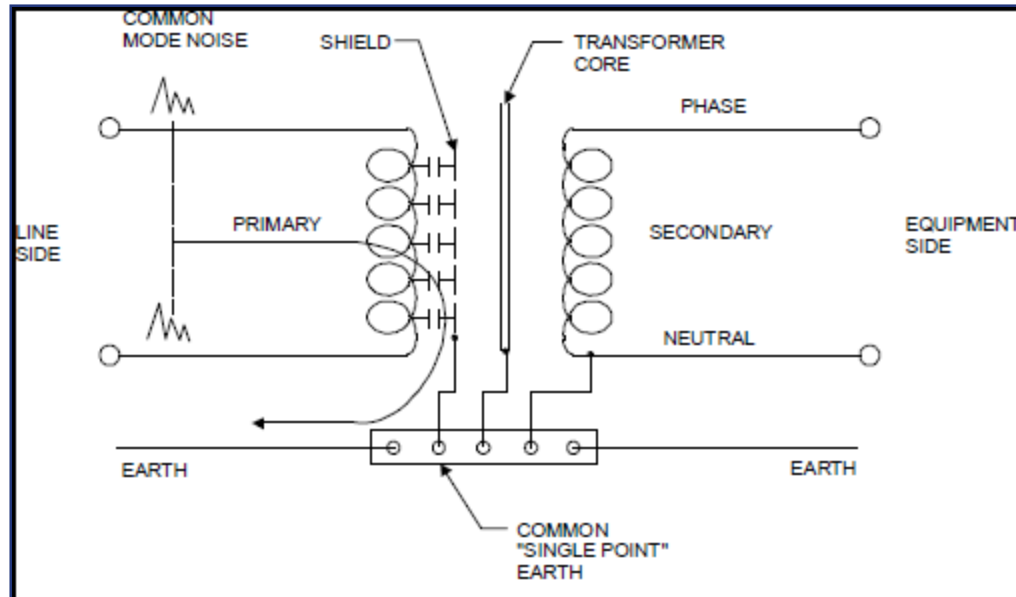 COMMON
MODE NOISE
SHIELD
TRANSFORMER
CORE
PHASE
LINE
SIDE
PRIMARY
SECONDARY
EQUIPMENT
SIDE
NEUTRAL
EARTH
EARTH
COMMON
"SINGLE POINT"
EARTH